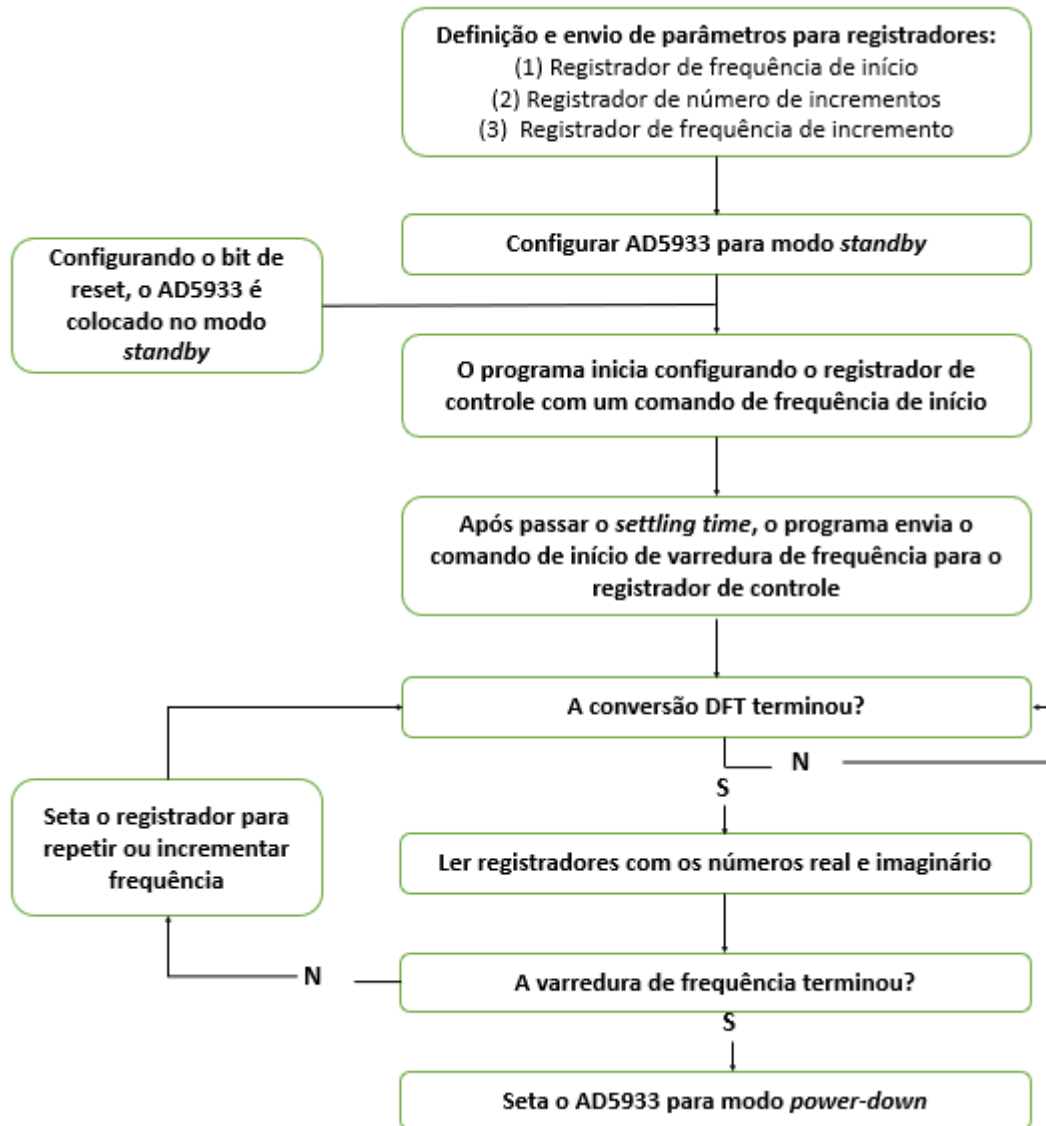 Definição e envio de parâmetros para registradores:
(1) Registrador de frequência de início
(2) Registrador de número de incrementos
(3) Registrador de frequência de incremento
Configurar AD5933 para modo standby
Configurando o bit de
reset, o AD5933 é
colocado no modo
standby
O programa inicia configurando o registrador de
controle com um comando de frequência de início
Após passar o settling time, o programa envia o
comando de início de varredura de frequência para o
registrador de controle
A conversão DFT terminou?
N
S
Seta o registrador para
repetir ou incrementar
frequência
Ler registradores com os números real e imaginário
N
A varredura de frequência terminou?
S
Seta o AD5933 para modo power-down